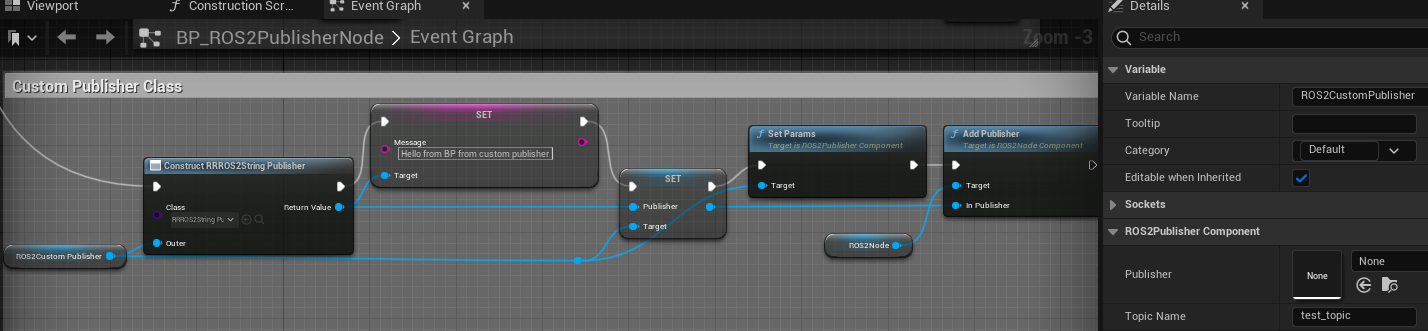 Viewport
Construction Scr...
Event Graph
BP_ROS2PublisherNode > Event Graph
Zoom -3
Custom Publisher Class
Construct RRROS2String Publisher
Class
RRROS2String Pu
Return Value
Outer
ROS2Custom Publisher
SET
Message
Hello from BP from custom publisher
Target
SET
Publisher
Target
Set Params
Target is ROS2Publisher Component
Target
ROS2Node
Add Publisher
Target is ROS2Node Component
Target
In Publisher
Details
Search
Variable
Variable Name
ROS2CustomPublisher
Tooltip
Category
Default
Editable when Inherited
Sockets
ROS2Publisher Component
Publisher
None
None
Topic Name
test_topic